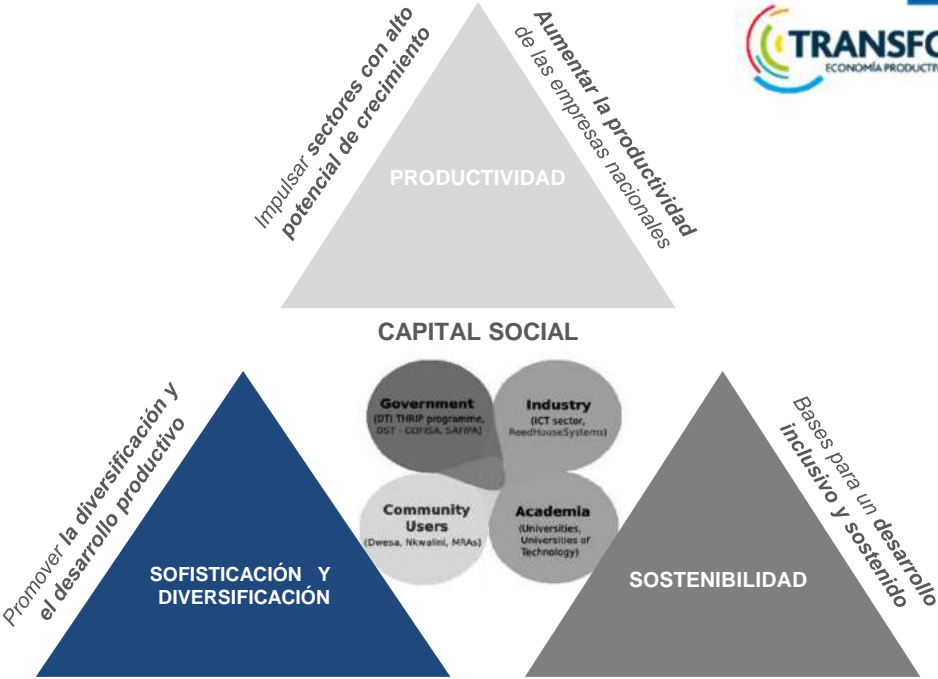 TRANSFO
ECONOMÍA PRODUCTIV
Impulsar sectores con alto
potencial de crecimiento
Aumentar la productividad
de las empresas nacionales
PRODUCTIVIDAD
CAPITAL SOCIAL
Government
(DTI THRIP programme,
DST - COFISA, SAFIPA)
Industry
(ICT sector,
ReedHouseSystems)
Community
Users
(Dwesa, Nkwalini, MRAs)
Academia
(Universities,
Universities of
Technology)
Promover la diversificación y
el desarrollo productivo
SOFISTICACIÓN Y
DIVERSIFICACIÓN
SOSTENIBILIDAD
Bases para un desarrollo
inclusivo y sostenido